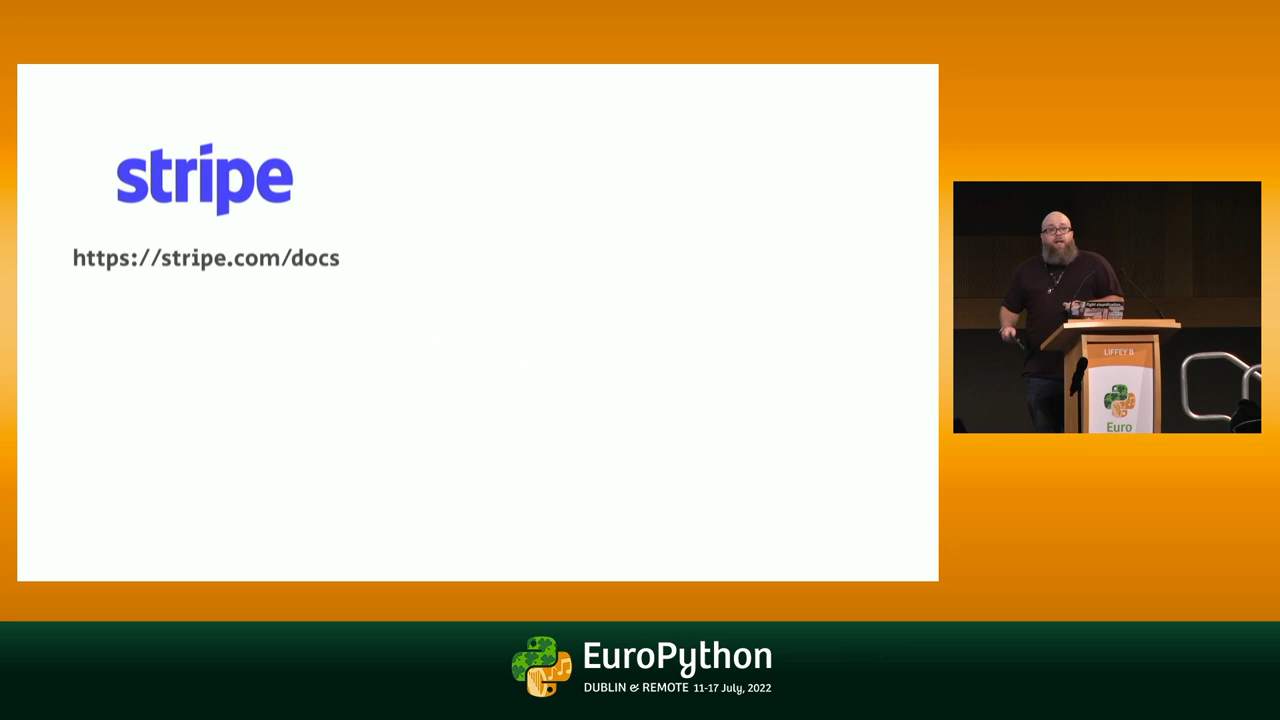 stripe
https://stripe.com/docs
LIFFEY B
Euro
EuroPython
DUBLIN & REMOTE 11-17 July, 2022